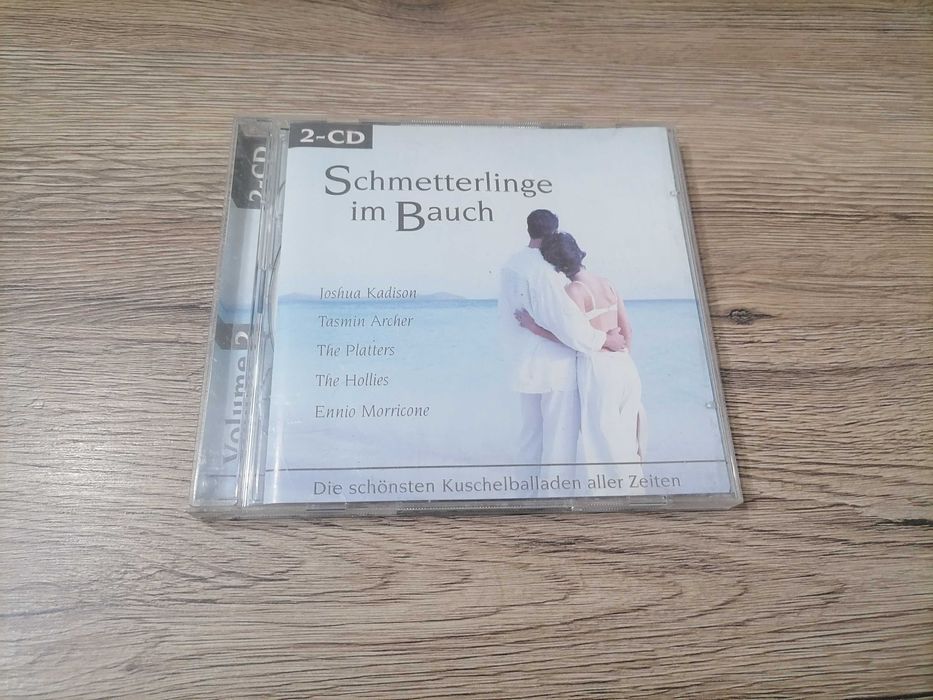 2-CD
Schmetterlinge
im Bauch
Joshua Kadison
Tasmin Archer
The Platters
The Hollies
Ennio Morricone
Die schönsten Kuschelballaden aller Zeiten
2-CD
Volume 2